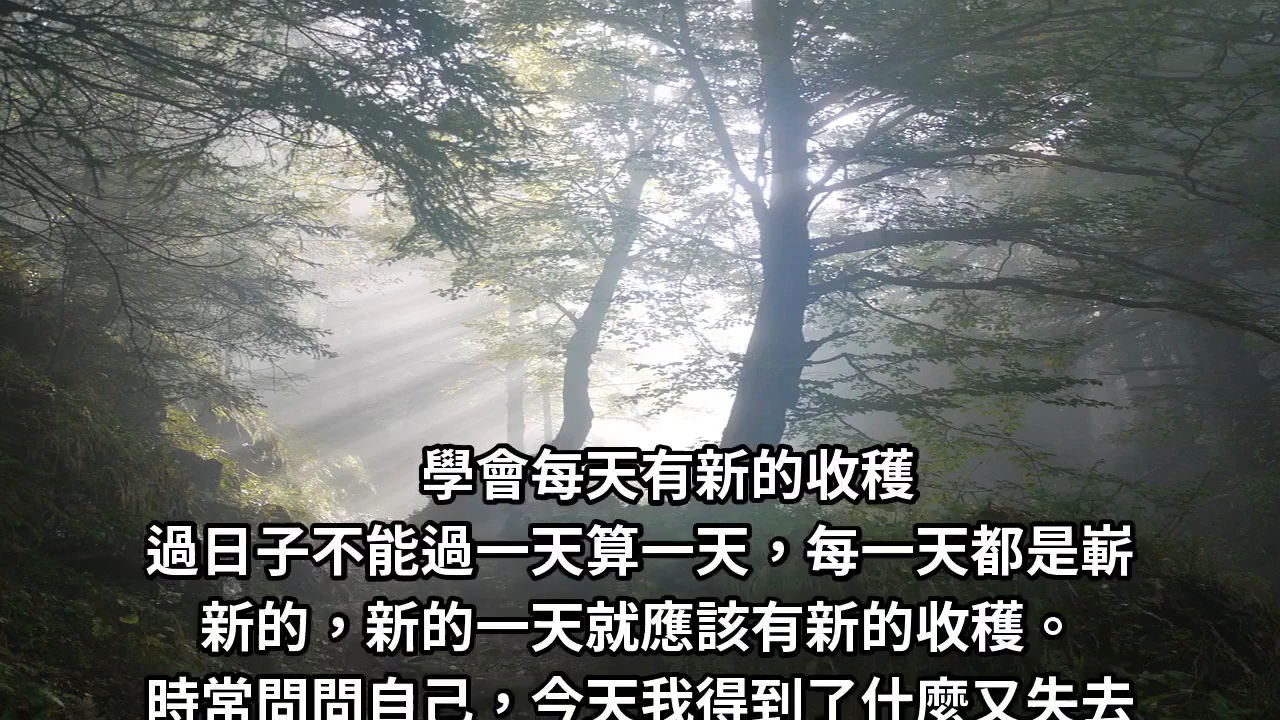 學會每天有新的收穫
過日子不能過一天算一天，每一天都是嶄
新的，新的一天就應該有新的收穫。
時常問問自己，今天我得到了什麼又失去